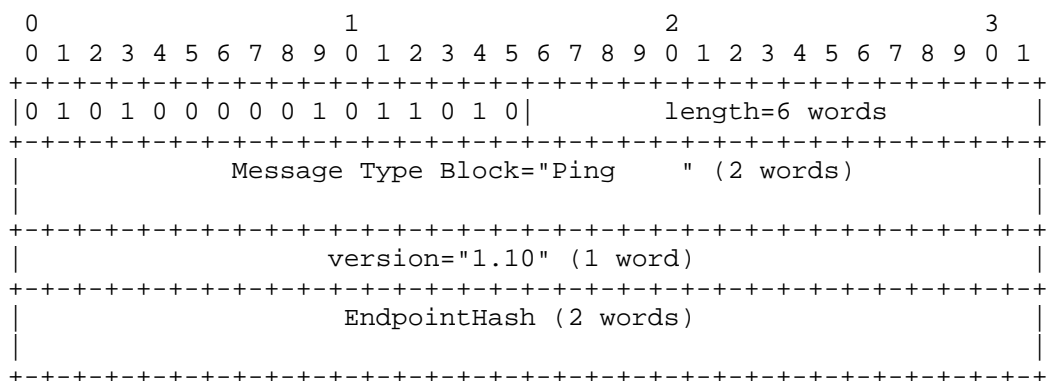 0                   1                   2                   3
 0 1 2 3 4 5 6 7 8 9 0 1 2 3 4 5 6 7 8 9 0 1 2 3 4 5 6 7 8 9 0 1
+-+-+-+-+-+-+-+-+-+-+-+-+-+-+-+-+-+-+-+-+-+-+-+-+-+-+-+-+-+-+-+-+
|0 1 0 1 0 0 0 0 0 1 0 1 1 0 1 0|        length=6 words         |
+-+-+-+-+-+-+-+-+-+-+-+-+-+-+-+-+-+-+-+-+-+-+-+-+-+-+-+-+-+-+-+-+
|             Message Type Block="Ping    " (2 words)           |
|                                                               |
+-+-+-+-+-+-+-+-+-+-+-+-+-+-+-+-+-+-+-+-+-+-+-+-+-+-+-+-+-+-+-+-+
|                   version="1.10" (1 word)                     |
+-+-+-+-+-+-+-+-+-+-+-+-+-+-+-+-+-+-+-+-+-+-+-+-+-+-+-+-+-+-+-+-+
|                    EndpointHash (2 words)                     |
|                                                               |
+-+-+-+-+-+-+-+-+-+-+-+-+-+-+-+-+-+-+-+-+-+-+-+-+-+-+-+-+-+-+-+-+